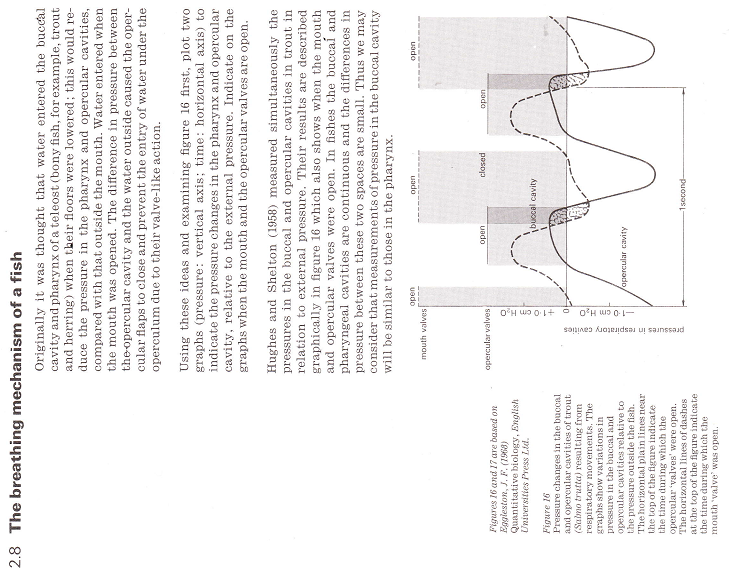 2.8 The breathing mechanism of a fish
Originally it was thought that water entered the buccal
cavity and pharynx of a teleost (bony fish, for example, trout
and herring) when their floors were lowered; this would re-
duce the pressure in the pharynx and opercular cavities,
compared with that outside the mouth. Water entered when
the mouth was opened. The difference in pressure between
the opercular cavity and the water outside caused the oper-
cular flaps to close and prevent the entry of water under the
operculum due to their valve-like action.
Using these ideas and examining figure 16 first, plot two
graphs (pressure: vertical axis; time: horizontal axis) to
indicate the pressure changes in the pharynx and opercular
cavity, relative to the external pressure. Indicate on the
graphs when the mouth and the opercular valves are open.
Hughes and Shelton (1958) measured simultaneously the
pressures in the buccal and opercular cavities in trout in
relation to external pressure. Their results are described
graphically in figure 16 which also shows when the mouth
and opercular valves were open. In fishes the buccal and
pharyngeal cavities are continuous and the differences in
pressure between these two spaces are small. Thus we may
consider that measurements of pressure in the buccal cavity
will be similar to those in the pharynx.
Figures 16 and 17 are based on
Eggleston, J. F. (1968)
Quantitative biology, English
Universities Press Ltd.
Figure 16
Pressure changes in the buccal
and opercular cavities of trout
(Salmo trutta) resulting from
respiratory movements. The
graphs show variations in
pressure in the buccal and
opercular cavities relative to
the pressure outside the fish.
The horizontal plain lines near
the top of the figure indicate
the time during which the
opercular 'valves' were open.
The horizontal lines of dashes
at the top of the figure indicate
the time during which the
mouth 'valve' was open.
mouth valves
open
open
open
opercular valves
open
closed
open
buccal cavity
opercular cavity
+1·0 cm H₂O
0
—1·0 cm H₂O
pressures in respiratory cavities
1 second